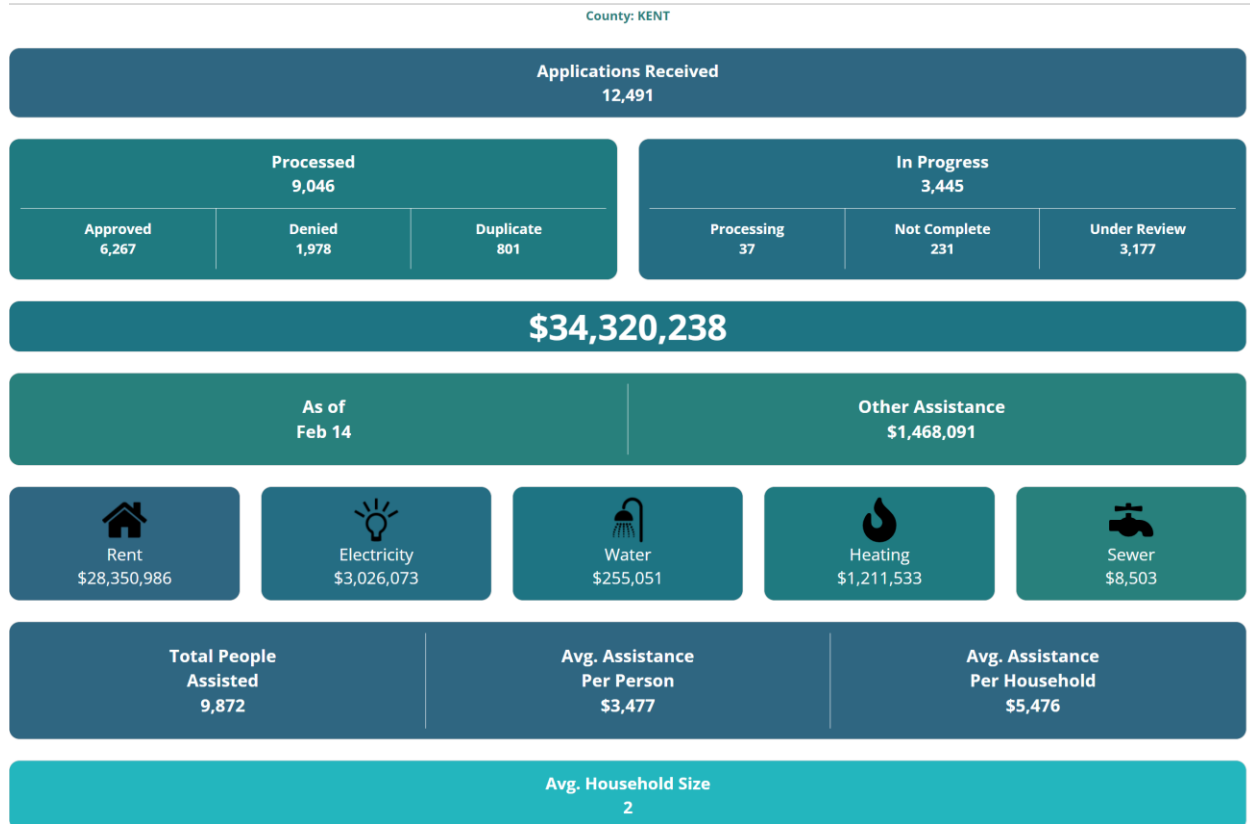 County: KENT
Applications Received
12,491
Processed
9,046
Approved
6,267
Denied
1,978
Duplicate
801
In Progress
3,445
Processing
37
Not Complete
231
Under Review
3,177
$34,320,238
As of
Feb 14
Other Assistance
$1,468,091
Rent
$28,350,986
Electricity
$3,026,073
Water
$255,051
Heating
$1,211,533
Sewer
$8,503
Total People
Assisted
9,872
Avg. Assistance
Per Person
$3,477
Avg. Assistance
Per Household
$5,476
Avg. Household Size
2